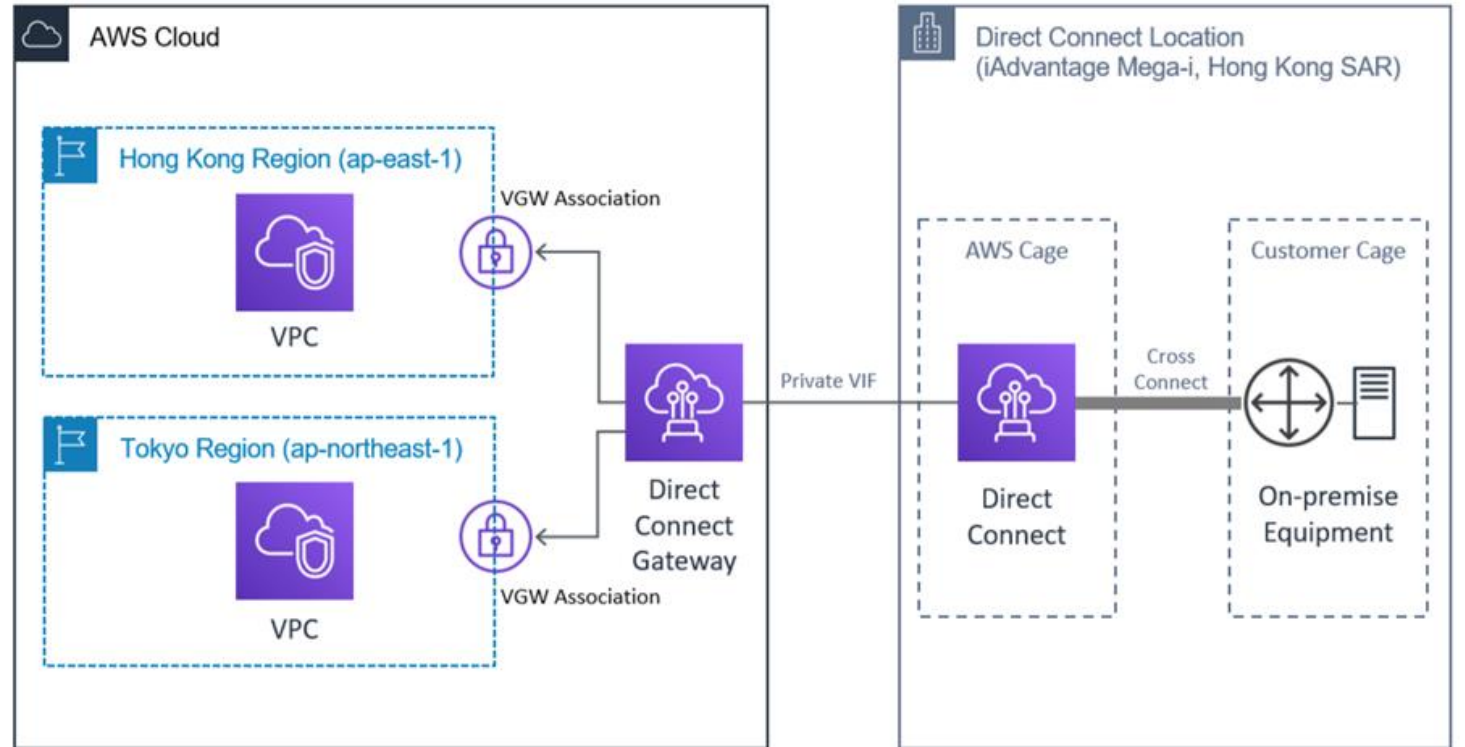 AWS Cloud
Hong Kong Region (ap-east-1)
VGW Association
VPC
Tokyo Region (ap-northeast-1)
VPC
VGW Association
Direct
Connect
Gateway
Private VIF
Direct Connect Location
(iAdvantage Mega-i, Hong Kong SAR)
AWS Cage
Direct
Connect
Cross
Connect
Customer Cage
On-premise
Equipment